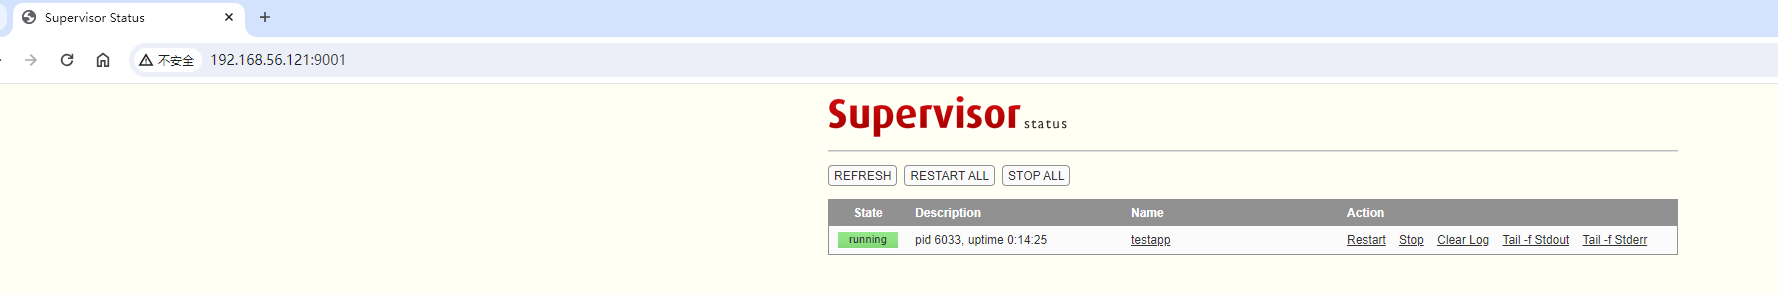 Supervisor Status
不安全 192.168.56.121:9001
Supervisor status
REFRESH RESTART ALL STOP ALL
State Description Name Action
running pid 6033, uptime 0:14:25 testapp Restart Stop Clear Log Tail -f Stdout Tail -f Stderr